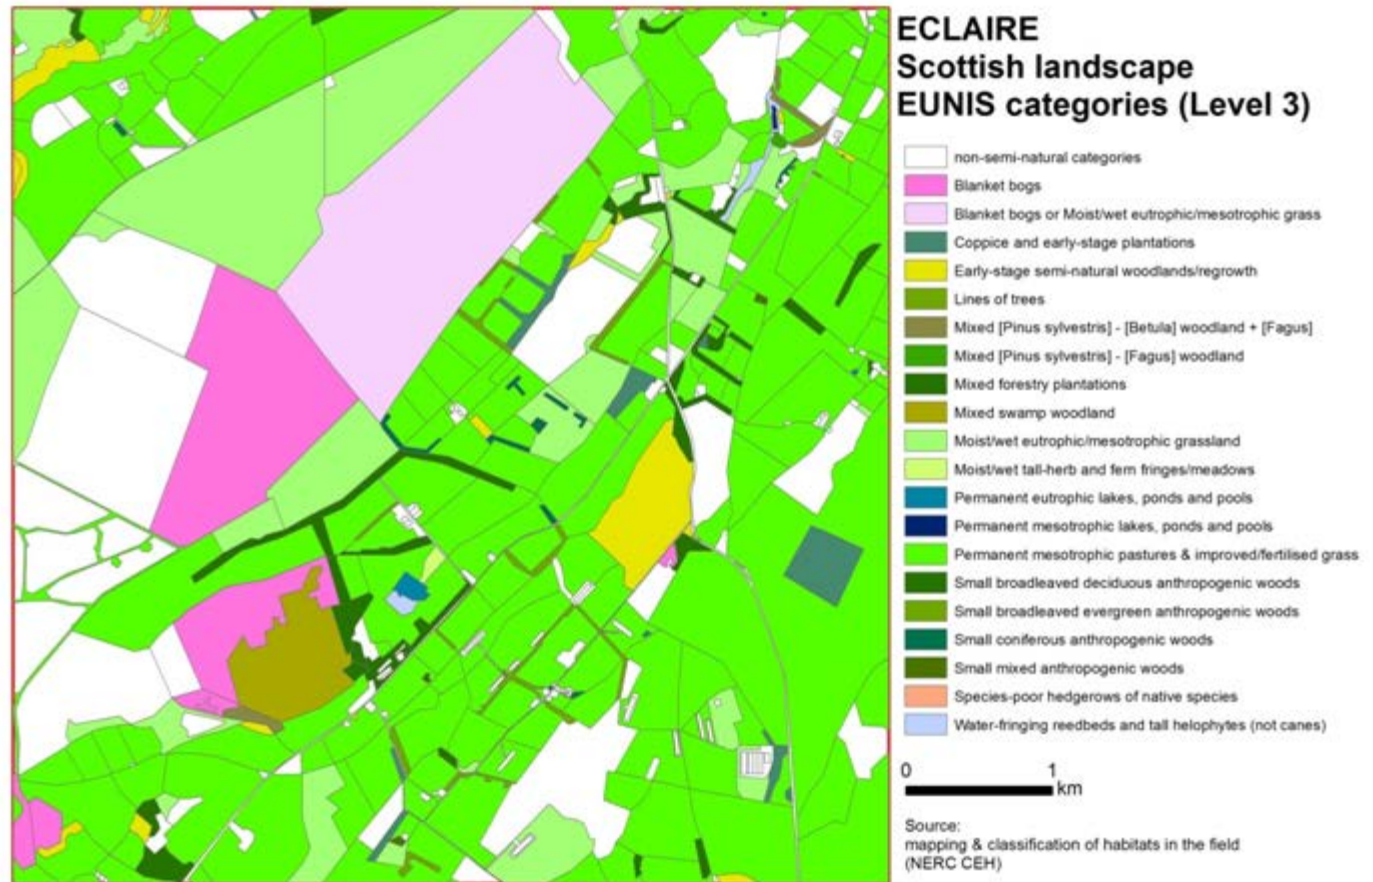 ECLAIRE
Scottish landscape
EUNIS categories (Level 3)
non-semi-natural categories
Blanket bogs
Blanket bogs or Moist/wet eutrophic/mesotrophic grass
Coppice and early-stage plantations
Early-stage semi-natural woodlands/regrowth
Lines of trees
Mixed [Pinus sylvestris] - [Betula] woodland + [Fagus]
Mixed [Pinus sylvestris] - [Fagus] woodland
Mixed forestry plantations
Mixed swamp woodland
Moist/wet eutrophic/mesotrophic grassland
Moist/wet tall-herb and fern fringes/meadows
Permanent eutrophic lakes, ponds and pools
Permanent mesotrophic lakes, ponds and pools
Permanent mesotrophic pastures & improved/fertilised grass
Small broadleaved deciduous anthropogenic woods
Small broadleaved evergreen anthropogenic woods
Small coniferous anthropogenic woods
Small mixed anthropogenic woods
Species-poor hedgerows of native species
Water-fringing reedbeds and tall helophytes (not canes)
0 1
km
Source:
mapping & classification of habitats in the field
(NERC CEH)